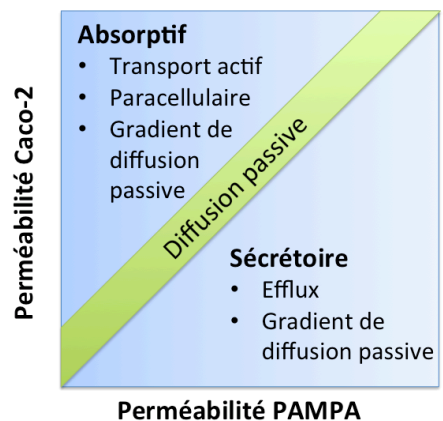 Perméabilité Caco-2
Absorptif
• Transport actif
• Paracellulaire
• Gradient de
diffusion
passive
Diffusion passive
Sécrétoire
• Efflux
• Gradient de
diffusion passive
Perméabilité PAMPA